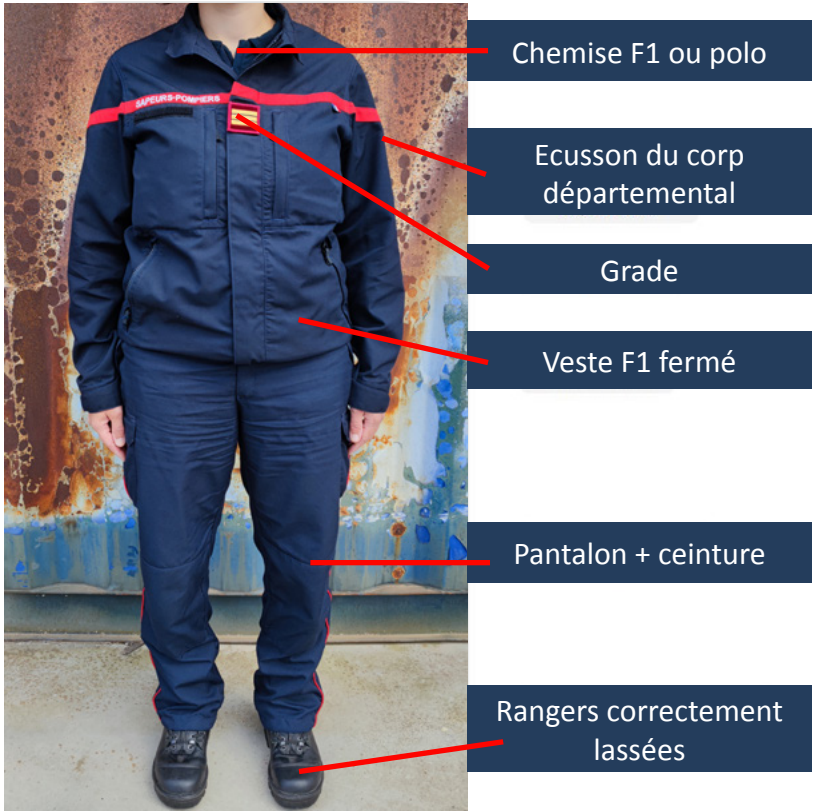 Chemise F1 ou polo
SAPEURS-POMPIERS
Ecusson du corp
départemental
Grade
Veste F1 fermé
Pantalon + ceinture
Rangers correctement
lassées